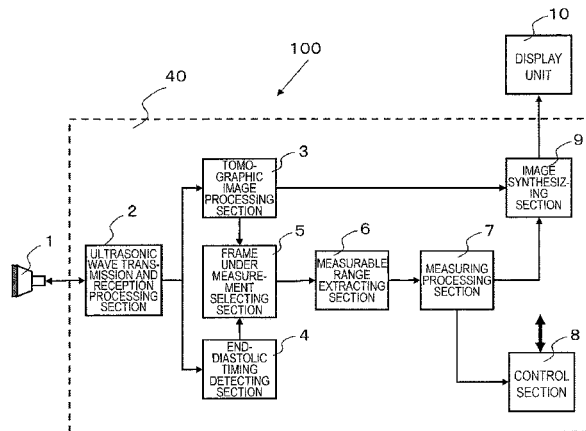 10
100
DISPLAY
UNIT
40
3
TOMO-
GRAPHIC
IMAGE
PROCESSING
SECTION
9
IMAGE
SYNTHESIZ-
ING
SECTION
1
2
ULTRASONIC
WAVE TRANS-
MISSION AND
RECEPTION
PROCESSING
SECTION
5
FRAME
UNDER
MEASURE-
MENT
SELECTING
SECTION
6
MEASURABLE
RANGE
EXTRACTING
SECTION
7
MEASURING
PROCESSING
SECTION
4
END-
DIASTOLIC
TIMING
DETECTING
SECTION
8
CONTROL
SECTION